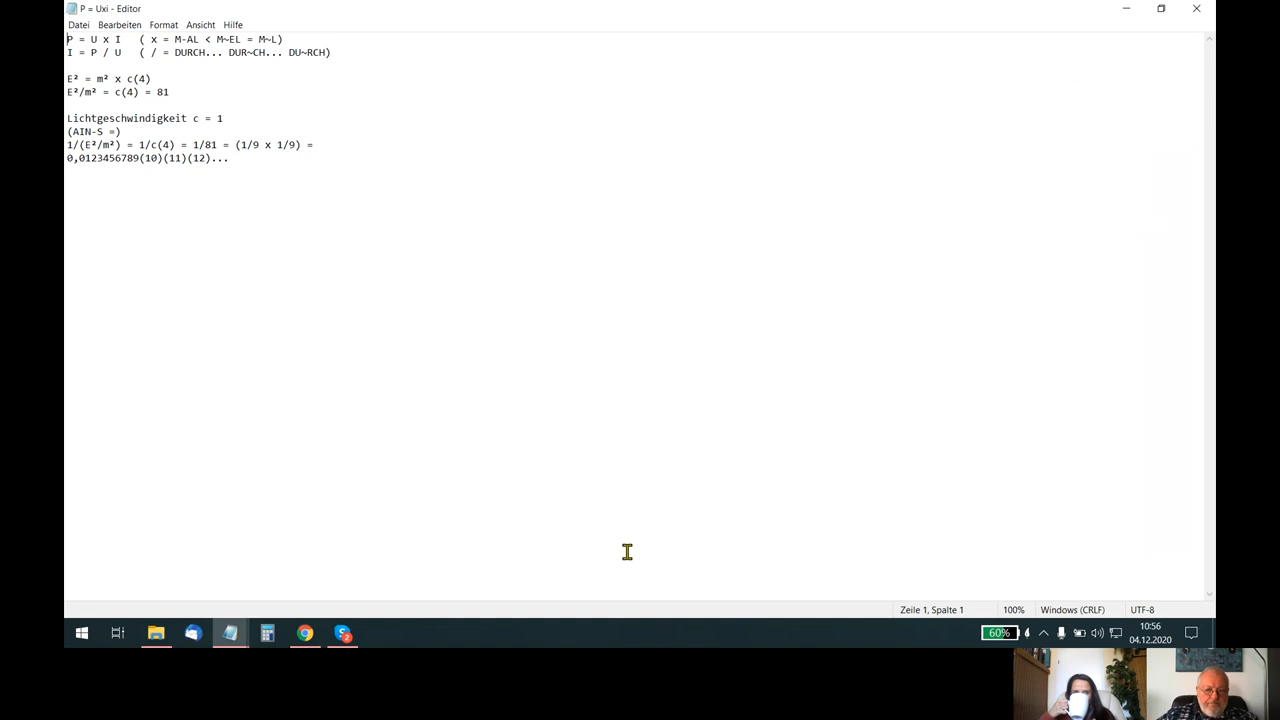 P = Uxi - Editor
Datei Bearbeiten Format Ansicht Hilfe
P = U x I ( x = M-AL < M~EL = M~L)
I = P / U ( / = DURCH... DUR~CH... DU~RCH)
E² = m² x c(4)
E²/m² = c(4) = 81
Lichtgeschwindigkeit c = 1
(AIN-S =)
1/(E²/m²) = 1/c(4) = 1/81 = (1/9 x 1/9) =
0,0123456789(10)(11)(12)...
Zeile 1, Spalte 1 100% Windows (CRLF) UTF-8
60% 10:56
04.12.2020
2